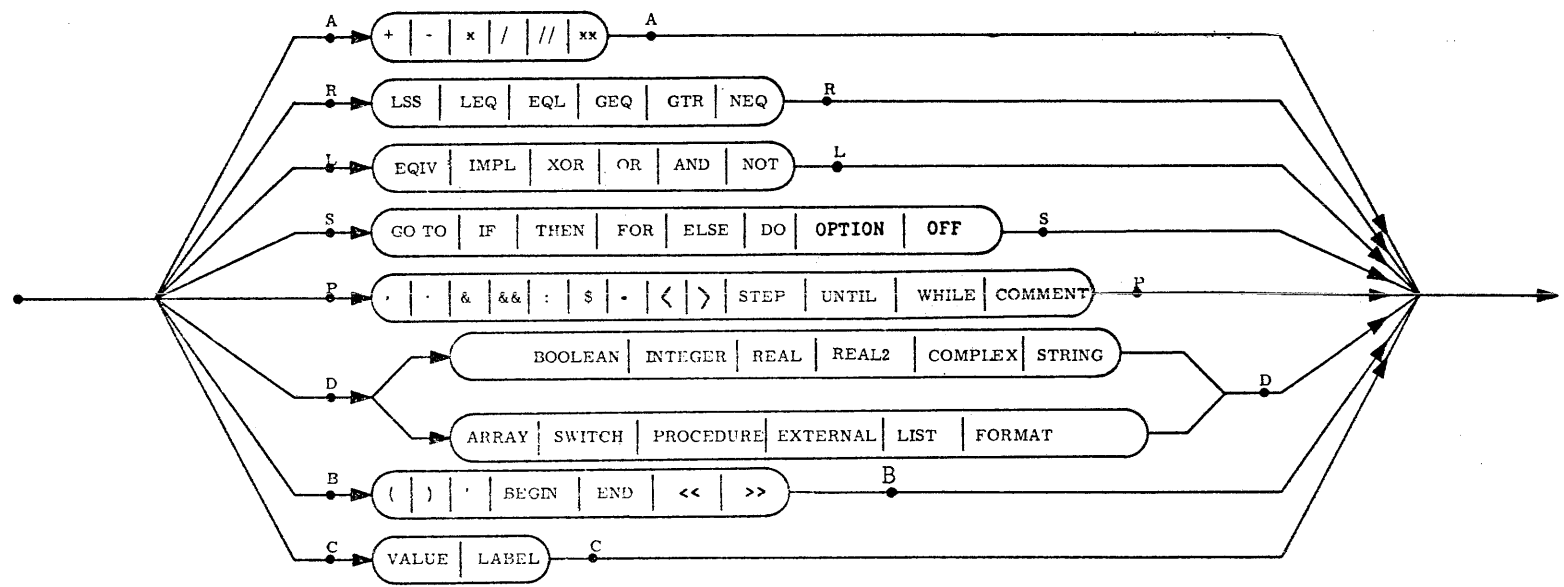 A + | - | x | / | // | xx A
R LSS | LEQ | EQL | GEQ | GTR | NEQ R
L EQIV | IMPL | XOR | OR | AND | NOT L
S GO TO | IF | THEN | FOR | ELSE | DO | OPTION | OFF S
P , | . | & | && | : | $ | | < | > | STEP | UNTIL | WHILE | COMMENT P
BOOLEAN | INTEGER | REAL | REAL2 | COMPLEX | STRING
D D
ARRAY | SWITCH | PROCEDURE | EXTERNAL | LIST | FORMAT
B ( | ) | ' | BEGIN | END | << | >> B
C VALUE | LABEL C